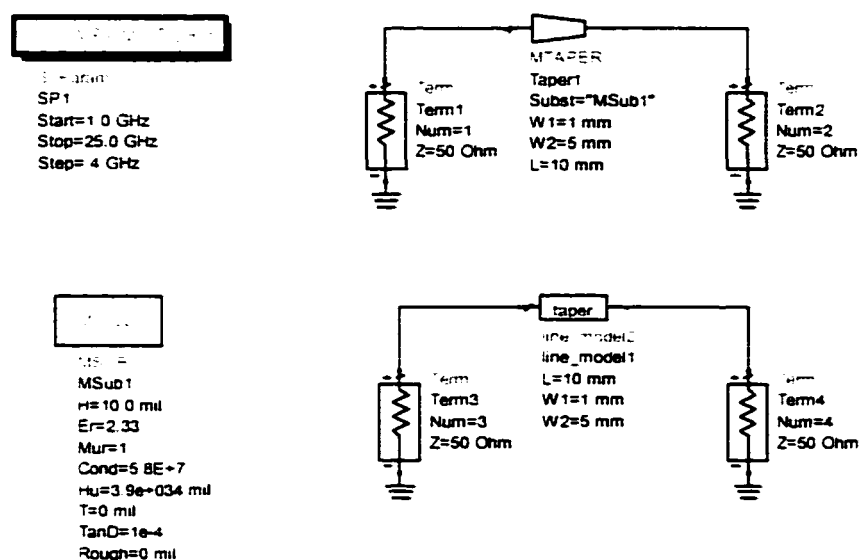 SP1
Start=1.0 GHz
Stop=25.0 GHz
Step=.4 GHz
Term
Term1
Num=1
Z=50 Ohm
MTAPER
Taper1
Subst="MSub1"
W1=1 mm
W2=5 mm
L=10 mm
Term
Term2
Num=2
Z=50 Ohm
MSub1
H=10.0 mil
Er=2.33
Mur=1
Cond=5.8E+7
Hu=3.9e+034 mil
T=0 mil
TanD=1e-4
Rough=0 mil
Term
Term3
Num=3
Z=50 Ohm
taper
line_model2
line_model1
L=10 mm
W1=1 mm
W2=5 mm
Term
Term4
Num=4
Z=50 Ohm